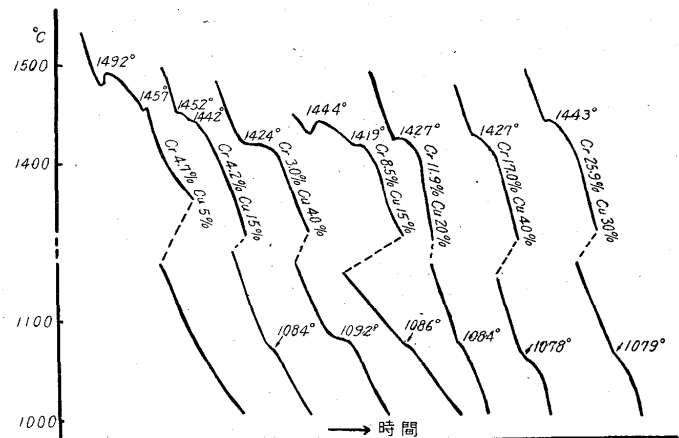 °C
1500
1400
1100
1000
1492°
1457°
1452°
1442°
1424°
1444°
1419°
1427°
1427°
1443°
Cr 4.7% Cu 5%
Cr 4.2% Cu 15%
Cr 3.0% Cu 40%
Cr 8.5% Cu 15%
Cr 11.9% Cu 20%
Cr 17.0% Cu 40%
Cr 25.9% Cu 30%
1084°
1092°
1086°
1084°
1078°
1079°
時間